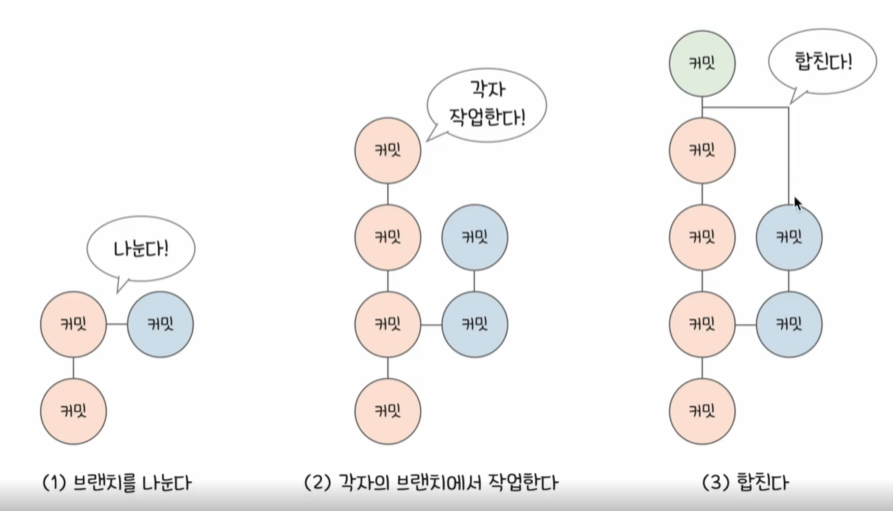 나눈다!
커밋
커밋
커밋
(1) 브랜치를 나눈다
각자
작업한다!
커밋
커밋
커밋
커밋
커밋
커밋
(2) 각자의 브랜치에서 작업한다
합친다!
커밋
커밋
커밋
커밋
커밋
커밋
커밋
(3) 합친다